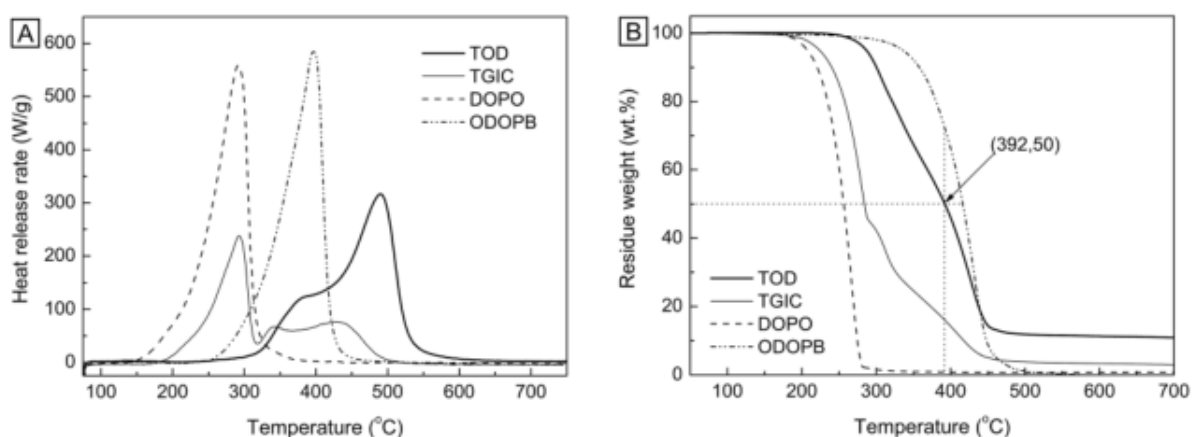 A
600
500
400
300
200
100
0
Heat release rate (W/g)
TOD
TGIC
DOPO
ODOPB
100 200 300 400 500 600 700
Temperature (°C)
B
100
80
60
40
20
0
Residue weight (wt.%)
(392,50)
TOD
TGIC
DOPO
ODOPB
100 200 300 400 500 600 700
Temperature (°C)